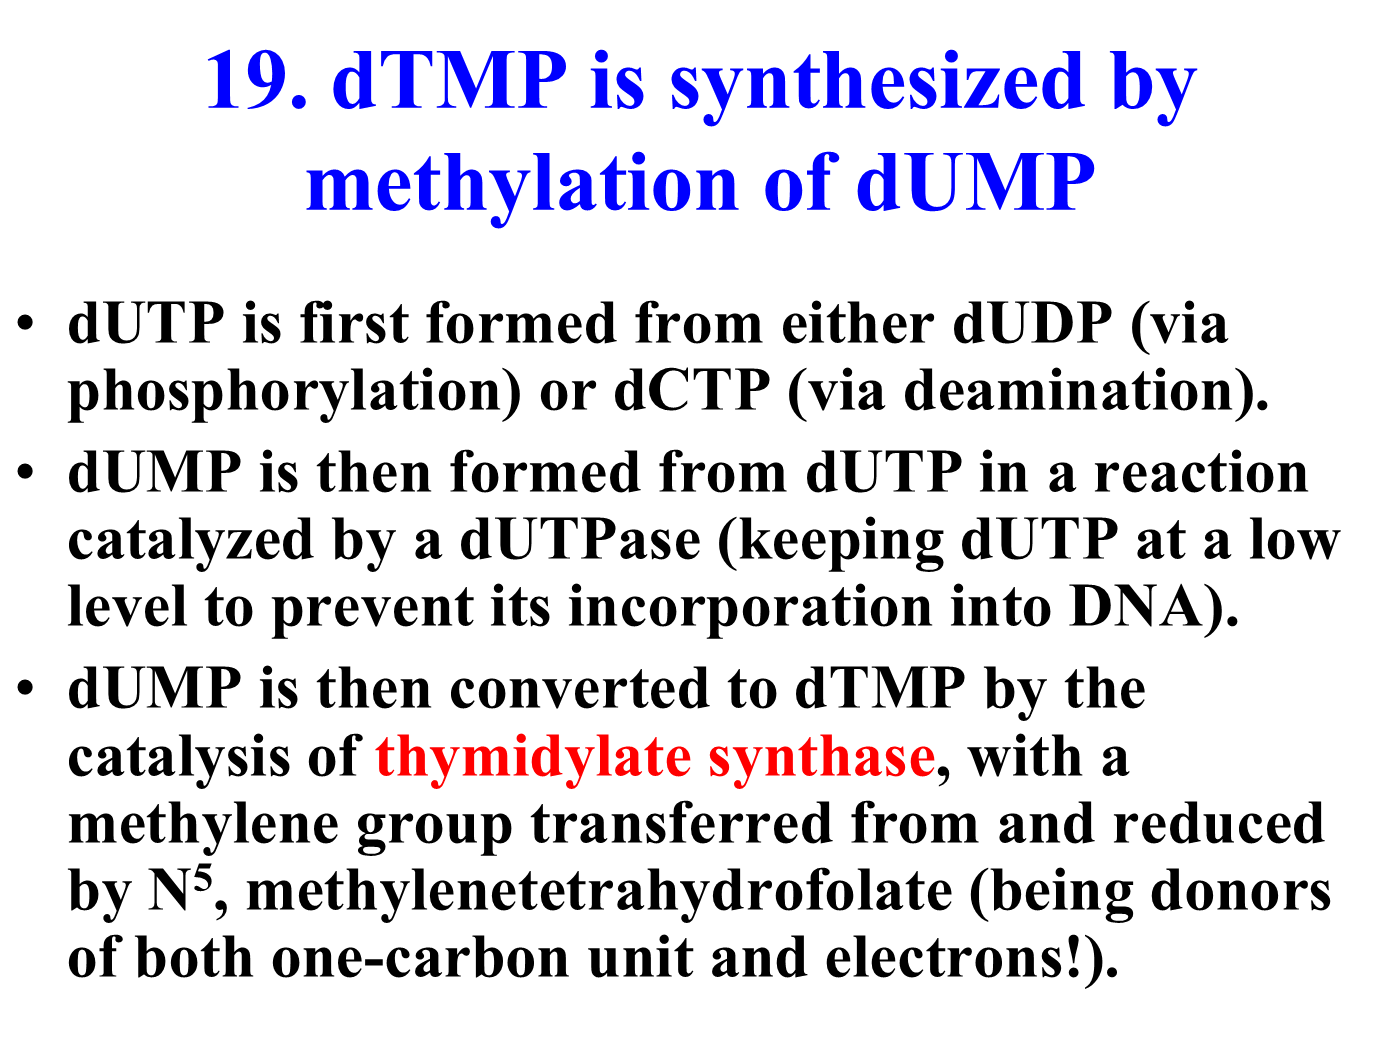 19. dTMP is synthesized by
methylation of dUMP
• dUTP is first formed from either dUDP (via
phosphorylation) or dCTP (via deamination).
• dUMP is then formed from dUTP in a reaction
catalyzed by a dUTPase (keeping dUTP at a low
level to prevent its incorporation into DNA).
• dUMP is then converted to dTMP by the
catalysis of thymidylate synthase, with a
methylene group transferred from and reduced
by N⁵, methylenetetrahydrofolate (being donors
of both one-carbon unit and electrons!).